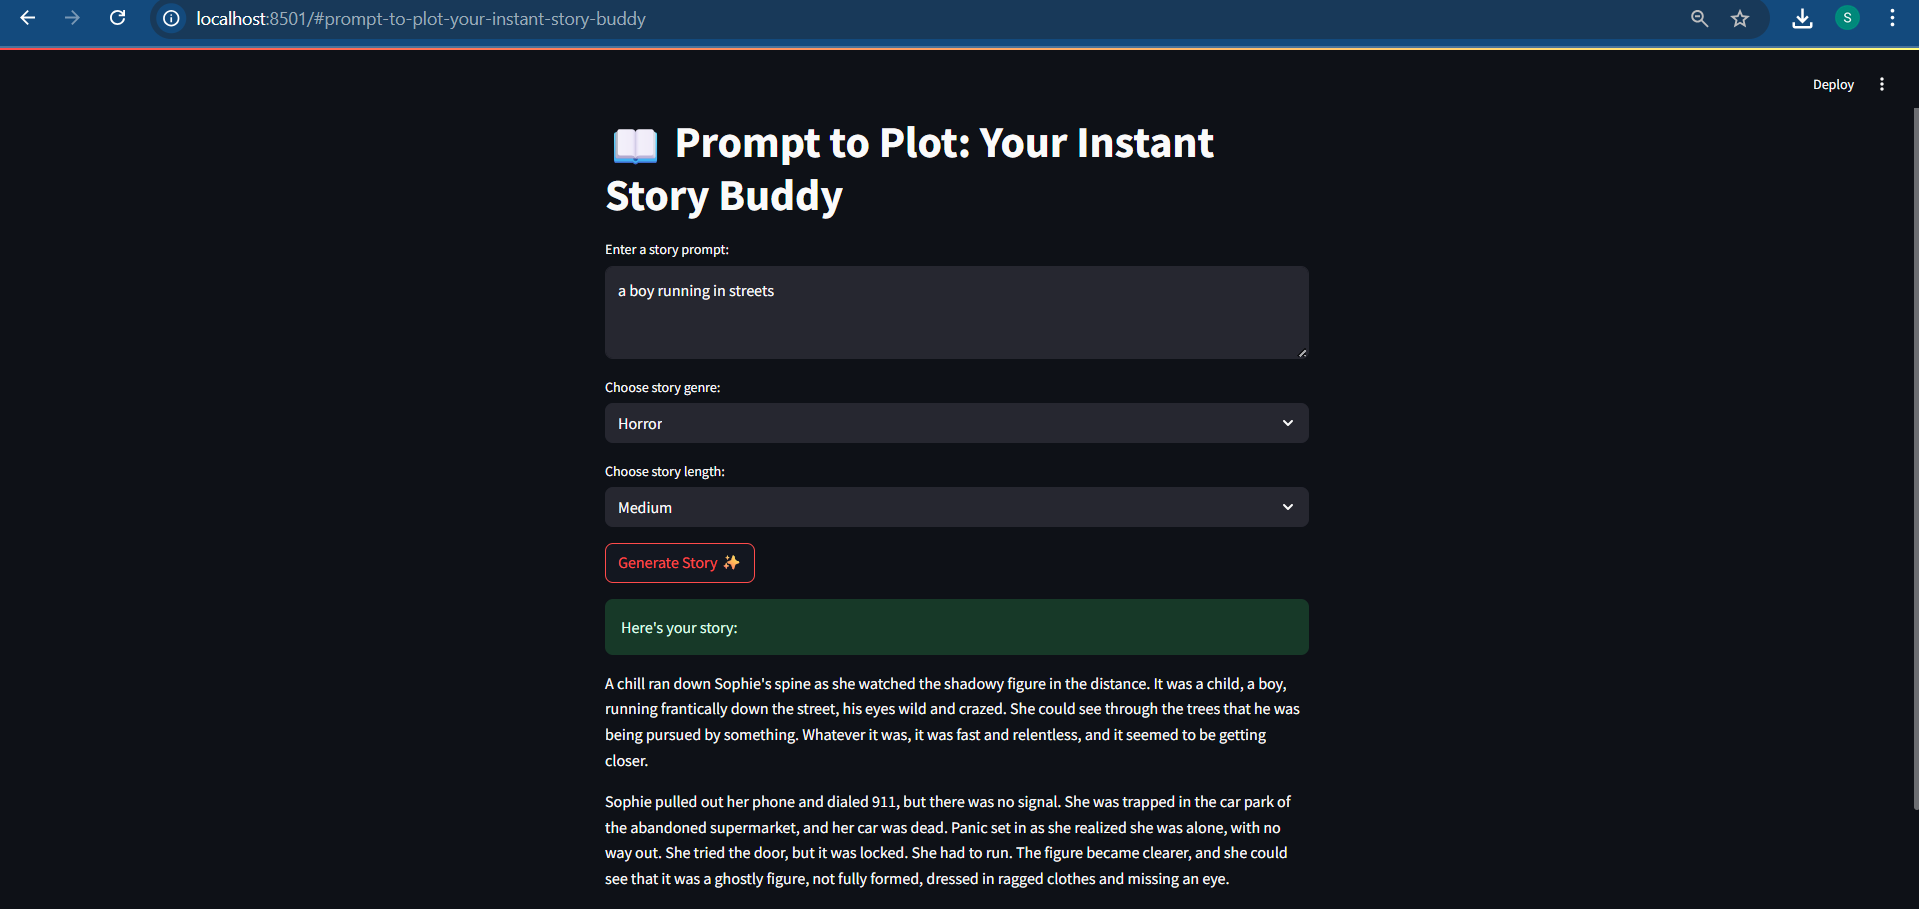 localhost:8501/#prompt-to-plot-your-instant-story-buddy
S
Deploy
Prompt to Plot: Your Instant
Story Buddy
Enter a story prompt:
a boy running in streets
Choose story genre:
Horror
Choose story length:
Medium
Generate Story ✨
Here's your story:
A chill ran down Sophie's spine as she watched the shadowy figure in the distance. It was a child, a boy,
running frantically down the street, his eyes wild and crazed. She could see through the trees that he was
being pursued by something. Whatever it was, it was fast and relentless, and it seemed to be getting
closer.
Sophie pulled out her phone and dialed 911, but there was no signal. She was trapped in the car park of
the abandoned supermarket, and her car was dead. Panic set in as she realized she was alone, with no
way out. She tried the door, but it was locked. She had to run. The figure became clearer, and she could
see that it was a ghostly figure, not fully formed, dressed in ragged clothes and missing an eye.